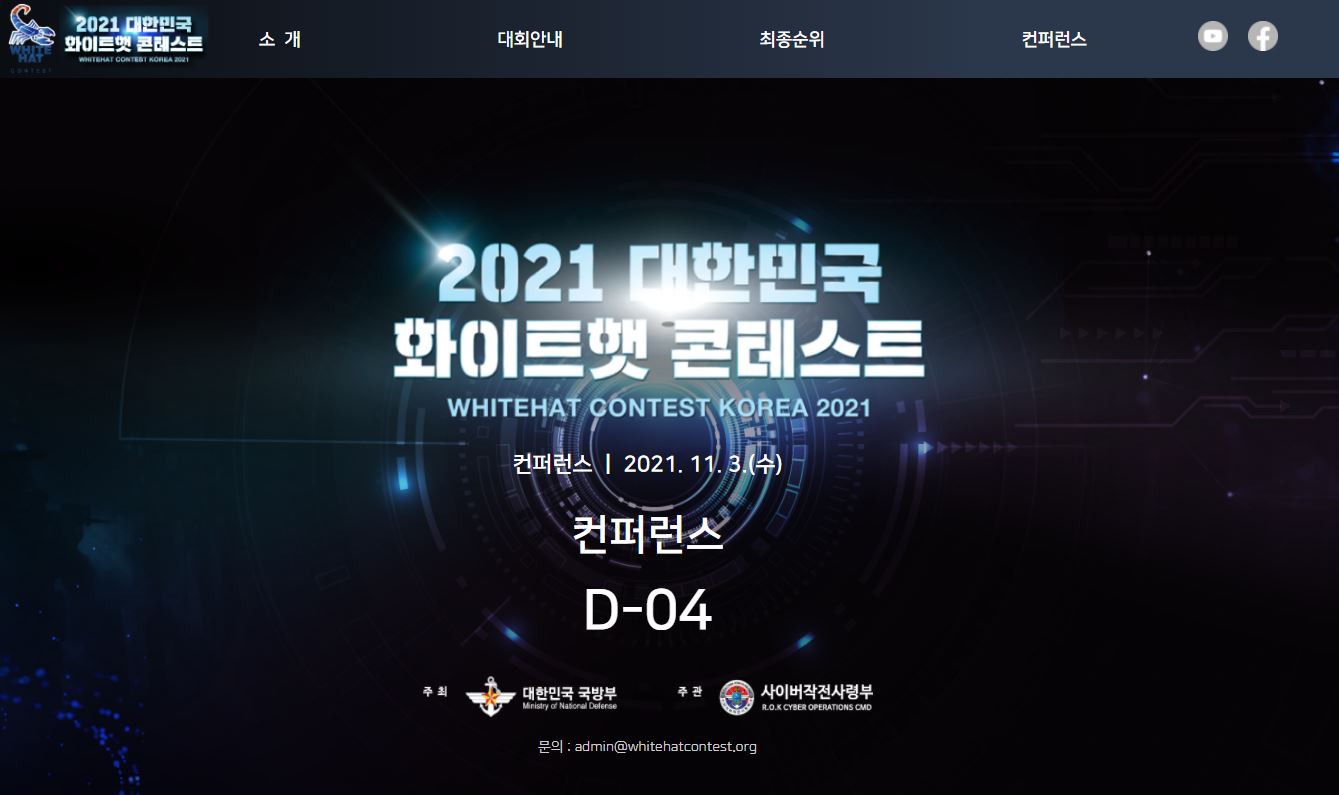 WHITE
HAT
CONTEST
2021 대한민국
화이트햇 콘테스트
WHITEHAT CONTEST KOREA 2021
소 개
대회안내
최종순위
컨퍼런스
2021 대한민국
화이트햇 콘테스트
WHITEHAT CONTEST KOREA 2021
컨퍼런스 | 2021. 11. 3.(수)
컨퍼런스
D-04
주 최
대한민국 국방부
Ministry of National Defense
주 관
사이버작전사령부
R.O.K CYBER OPERATIONS CMD
문의 : admin@whitehatcontest.org